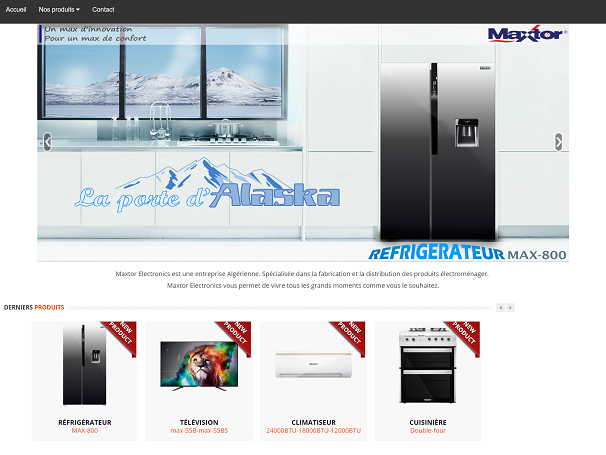 Accueil Nos produits Contact
Un max d'innovation
Pour un max de confort
Maxtor
La porte d'Alaska
REFRIGERATEUR MAX-800
Maxtor Electronics est une entreprise Algérienne. Spécialisée dans la fabrication et la distribution des produits électroménager.
Maxtor Electronics vous permet de vivre tous les grands moments comme vous le souhaitez.
DERNIERS PRODUITS
NEW PRODUCT
NEW PRODUCT
NEW PRODUCT
NEW PRODUCT
RÉFRIGÉRATEUR
MAX-800
TÉLÉVISION
max-55B-max-55BS
CLIMATISEUR
24000BTU-18000BTU-12000BTU
CUISINIÈRE
Double-four